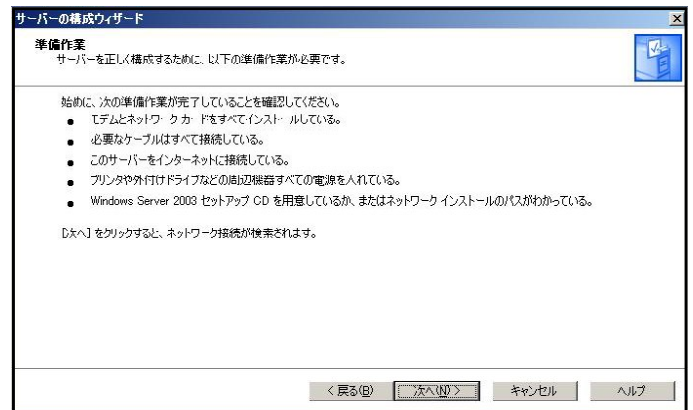 サーバーの構成ウィザード
準備作業
サーバーを正しく構成するために、以下の準備作業が必要です。
始めに、次の準備作業が完了していることを確認してください。
● モデムとネットワーク カードをすべてインストールしている。
● 必要なケーブルはすべて接続している。
● このサーバーをインターネットに接続している。
● プリンタや外付けドライブなどの周辺機器すべての電源を入れている。
● Windows Server 2003 セットアップ CD を用意しているか、またはネットワーク インストールのパスがわかっている。
[次へ] をクリックすると、ネットワーク接続が検索されます。
< 戻る(B) 次へ(N) > キャンセル ヘルプ